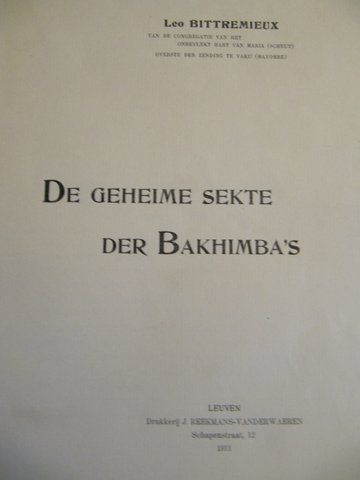 Leo BITTREMIEUX
VAN DE CONGREGATIE VAN HET
ONBEVLEKT HART VAN MARIA (SCHEUT)
OVERSTE DER ZENDING TE VAKU (MAYOMBE)
DE GEHEIME SEKTE
DER BAKHIMBA'S
LEUVEN
Drukkerij J. REEKMANS-VANDERWAEREN
Schapenstraat, 12
1911